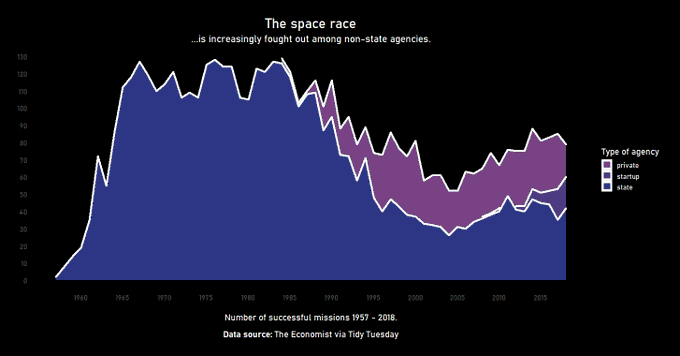 The space race
...is increasingly fought out among non-state agencies.
130
120
110
100
90
80
70
60
50
40
30
20
10
0
1960 1965 1970 1975 1980 1985 1990 1995 2000 2005 2010 2015
Type of agency
private
startup
state
Number of successful missions 1957 - 2018.
Data source: The Economist via Tidy Tuesday